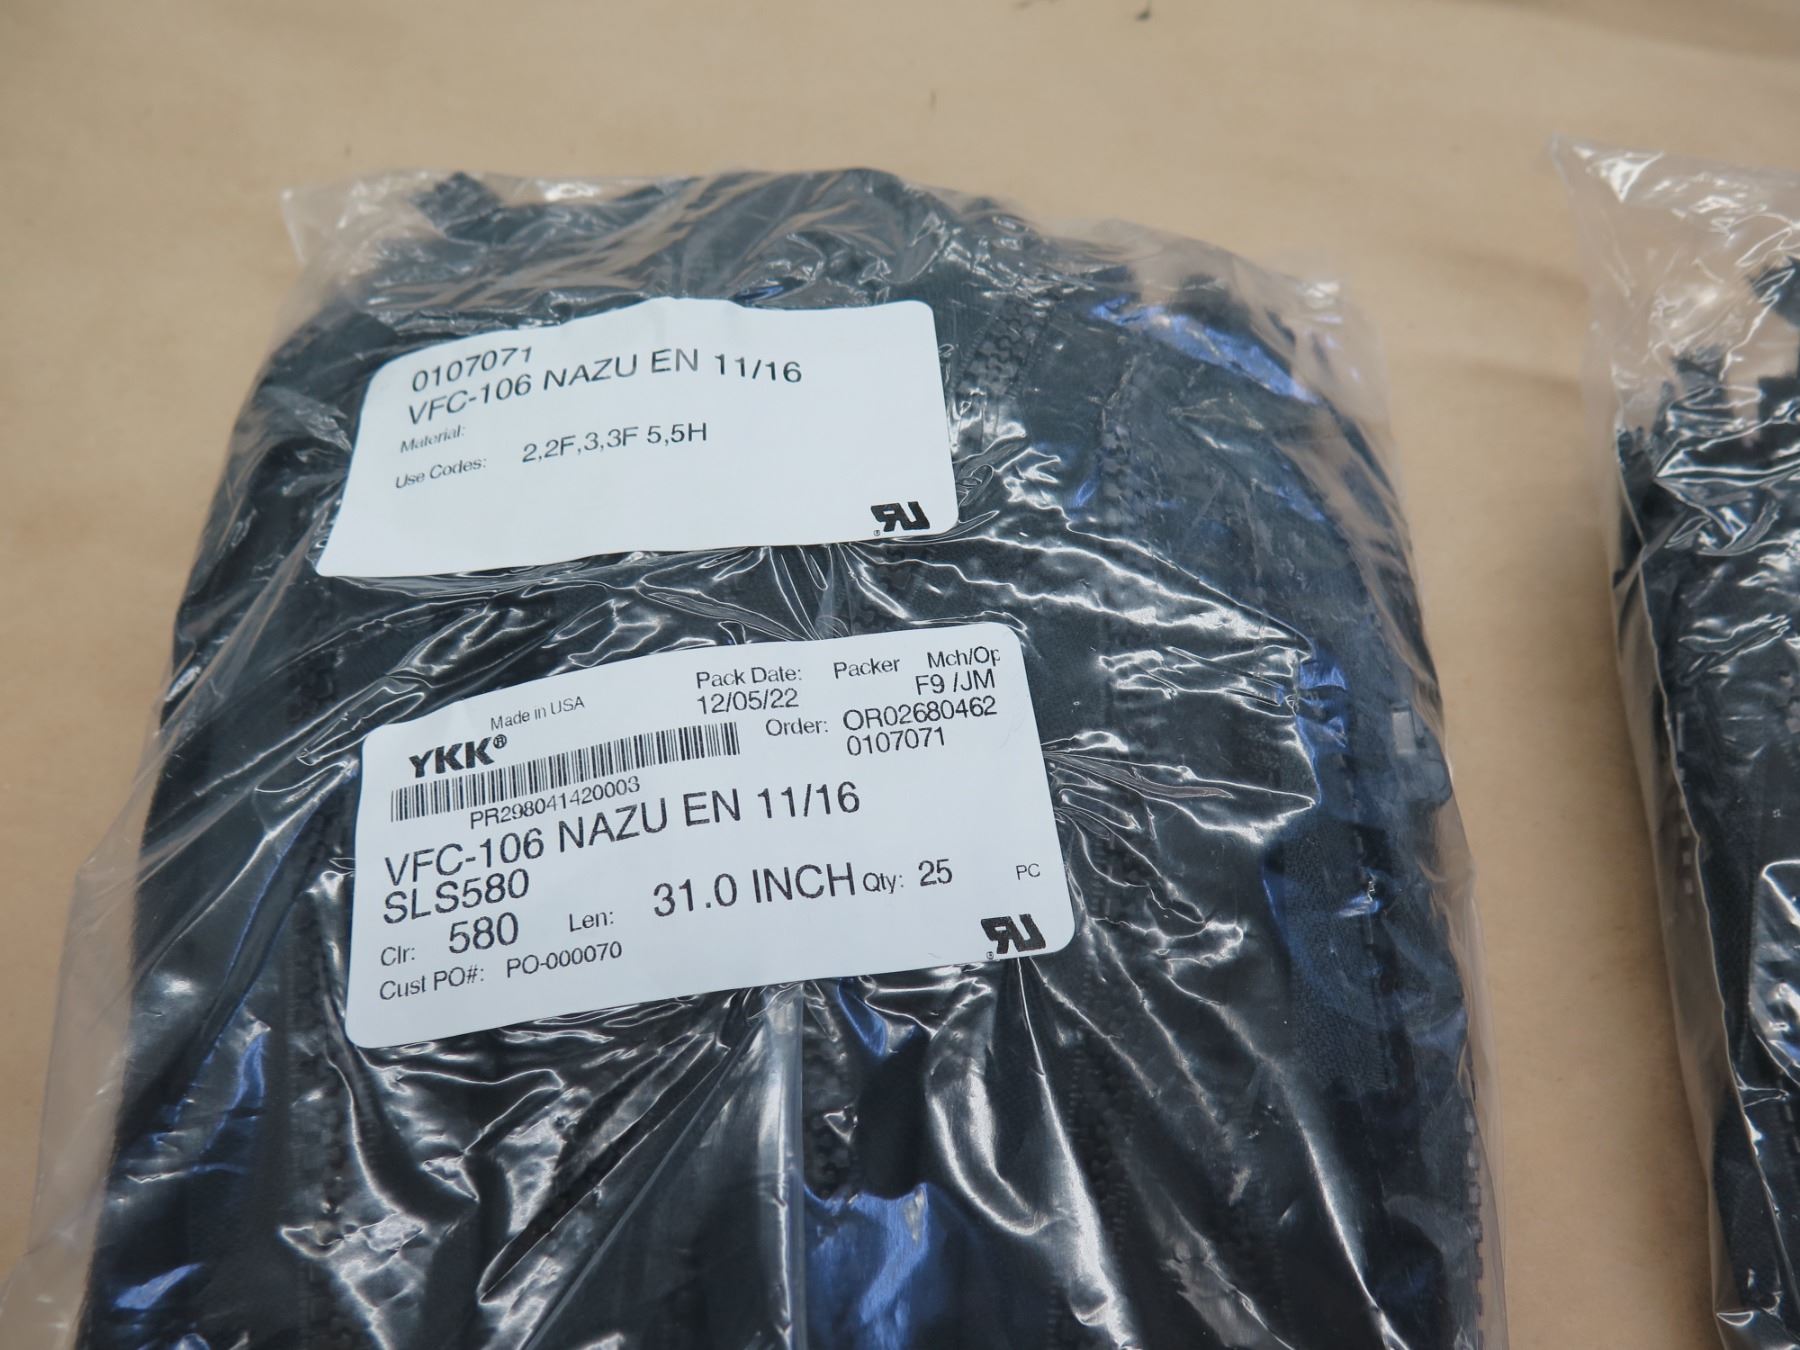 0107071
VFC-106 NAZU EN 11/16
Material:
Use Codes: 2,2F,3,3F 5,5H
UR®
Made in USA Pack Date: Packer Mch/Op
12/05/22 F9 /JM
YKK® Order: OR02680462
0107071
PR298041420003
VFC-106 NAZU EN 11/16
SLS580
Clr: 580 Len: 31.0 INCH Qty: 25 PC
Cust PO#: PO-000070
UR®